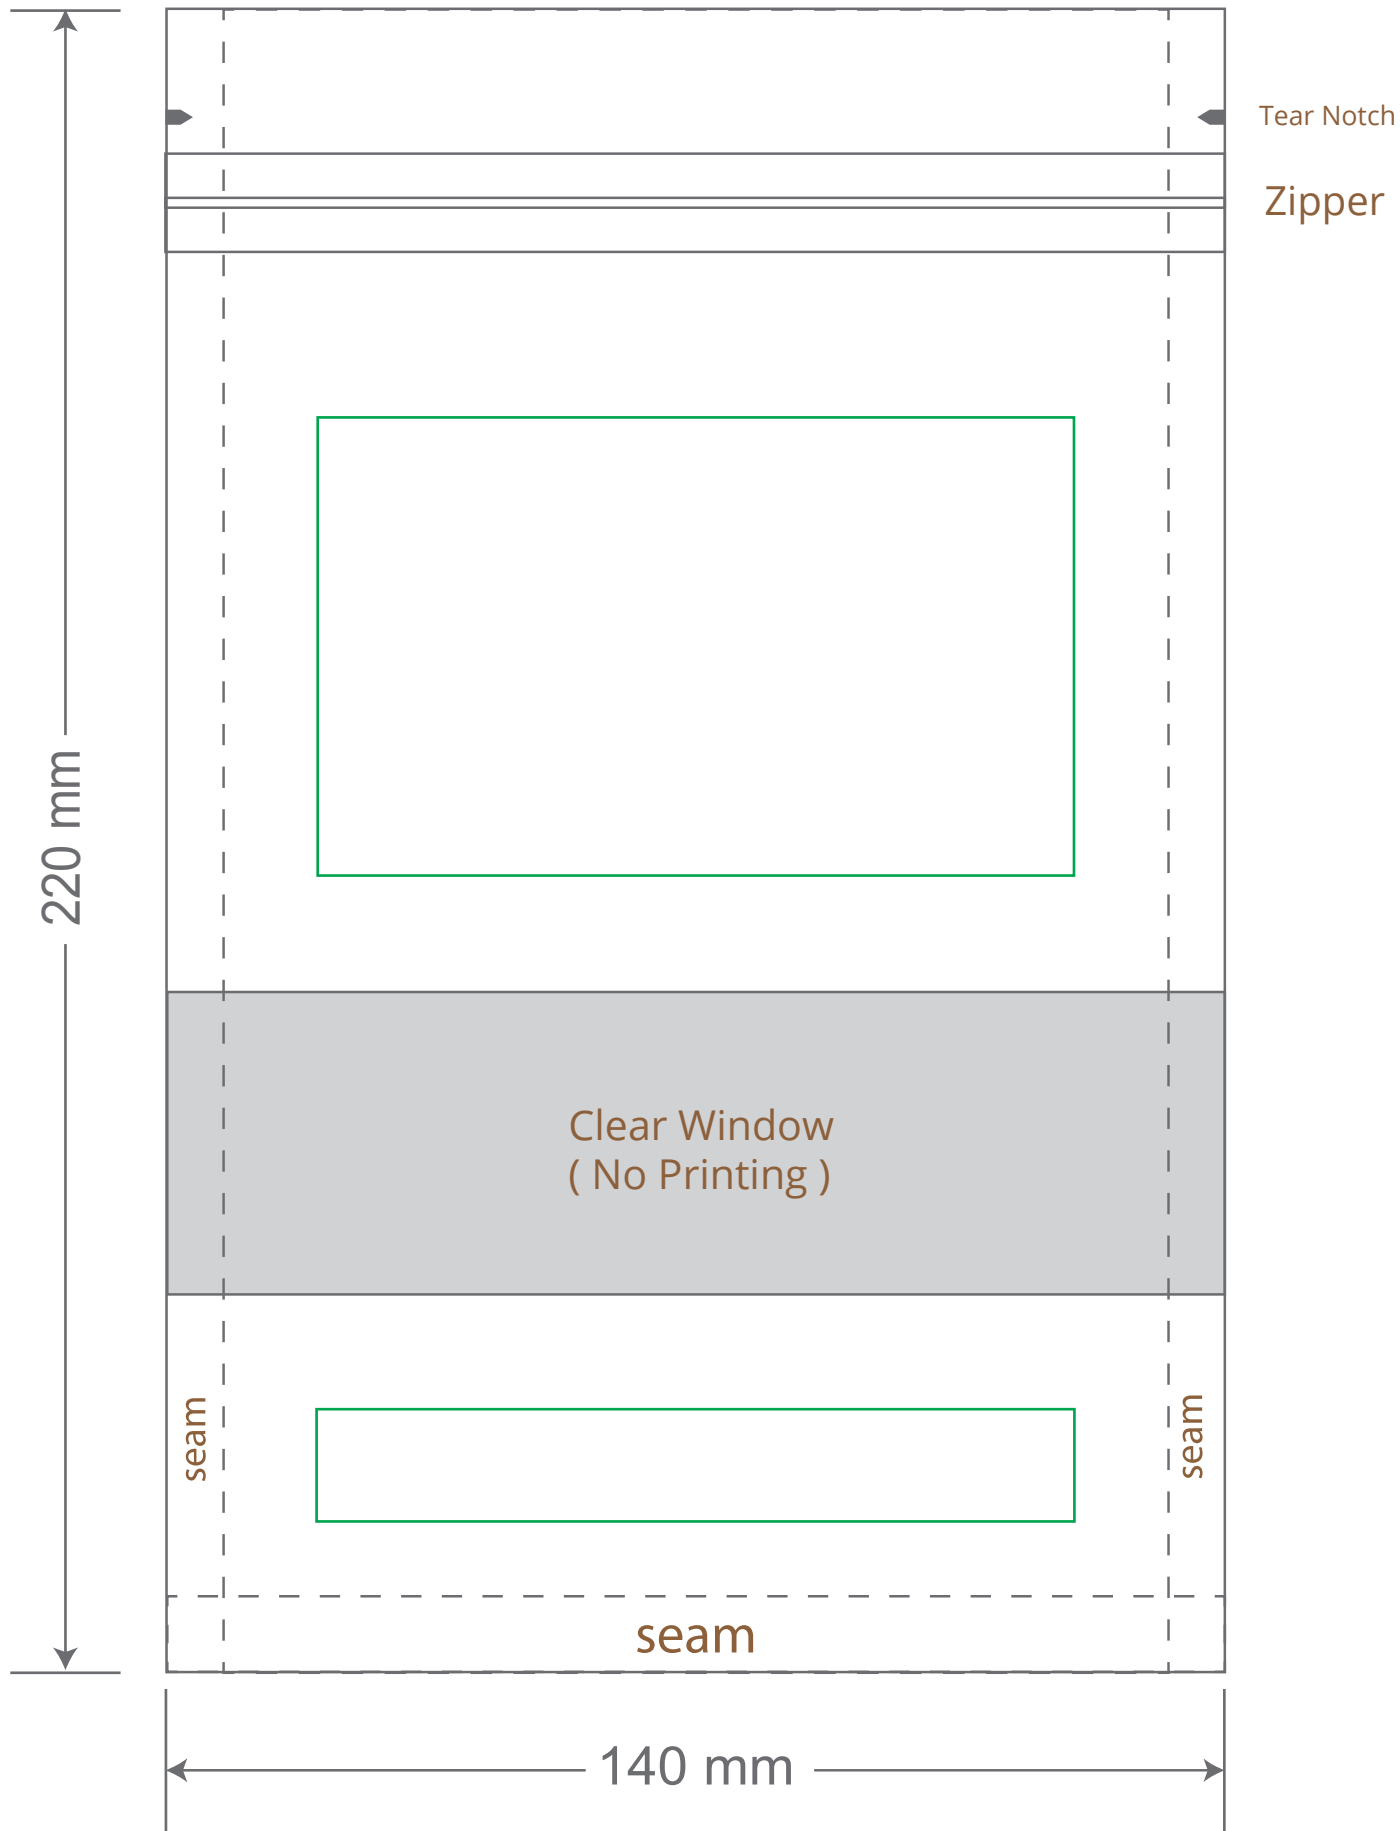 Tear Notch
Zipper
220 mm
Clear Window
( No Printing )
seam
seam
seam
140 mm